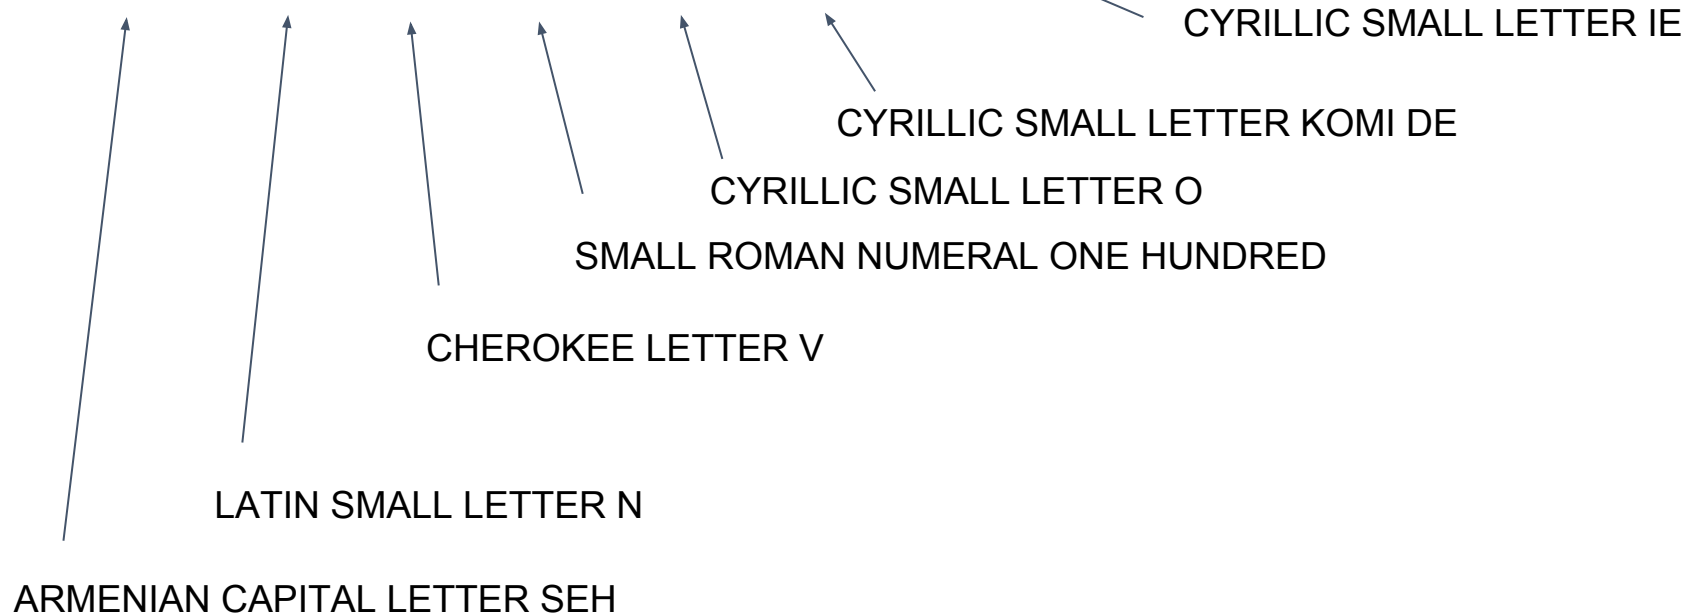 CYRILLIC SMALL LETTER IE
CYRILLIC SMALL LETTER KOMI DE
CYRILLIC SMALL LETTER O
SMALL ROMAN NUMERAL ONE HUNDRED
CHEROKEE LETTER V
LATIN SMALL LETTER N
ARMENIAN CAPITAL LETTER SEH